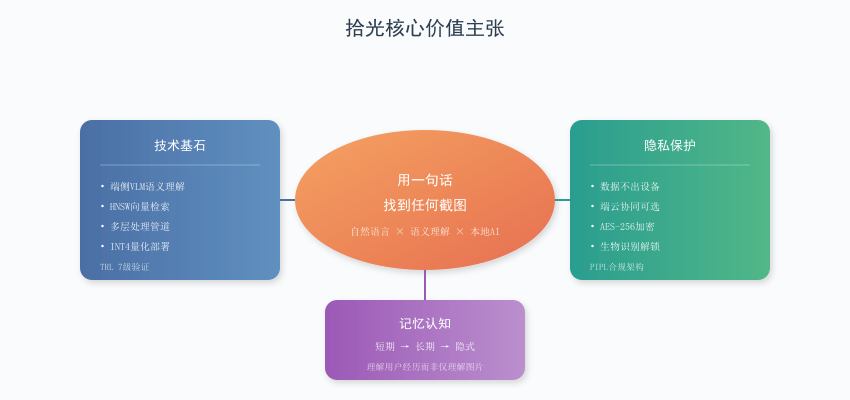 拾光核心价值主张
技术基石
• 端侧VLM语义理解
• HNSW向量检索
• 多层处理管道
• INT4量化部署
TRL 7级验证
用一句话
找到任何截图
自然语言 × 语义理解 × 本地AI
隐私保护
• 数据不出设备
• 端云协同可选
• AES-256加密
• 生物识别解锁
PIPL合规架构
记忆认知
短期 → 长期 → 隐式
理解用户经历而非仅理解图片